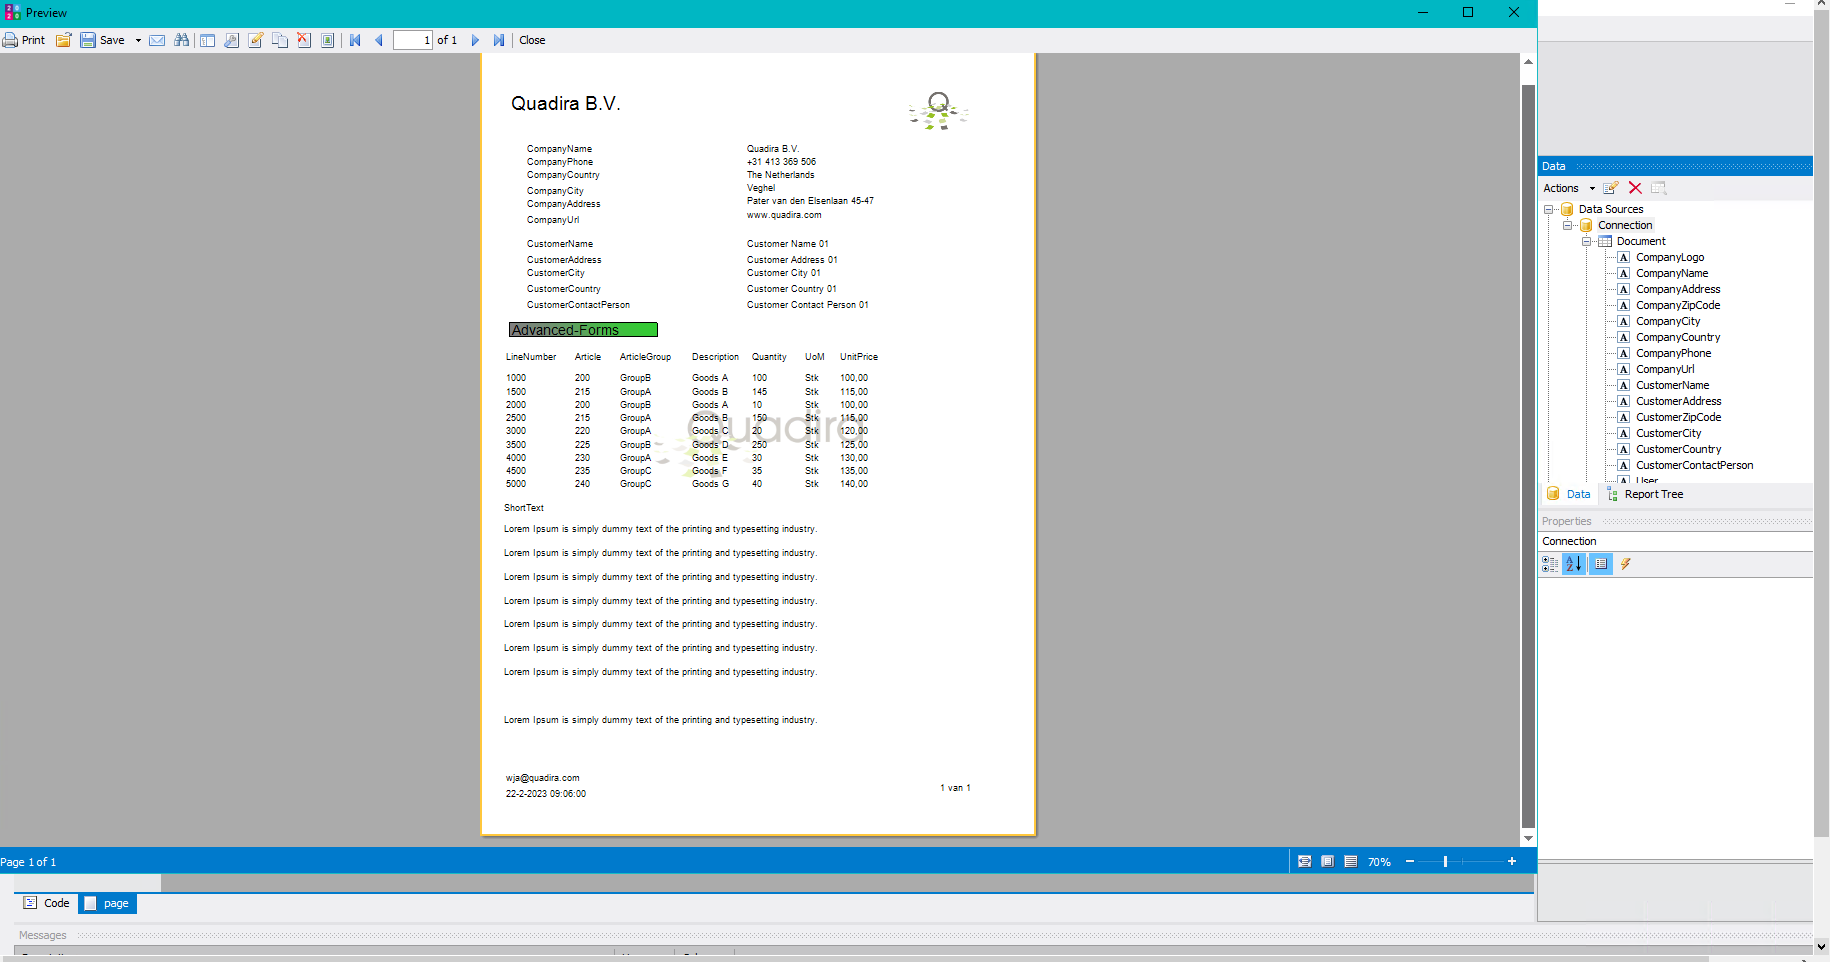 Preview
Print Save 1 of 1 Close
Quadira B.V.
CompanyName Quadira B.V.
CompanyPhone +31 413 369 506
CompanyCountry The Netherlands
CompanyCity Veghel
CompanyAddress Pater van den Elsenlaan 45-47
CompanyUrl www.quadira.com
CustomerName Customer Name 01
CustomerAddress Customer Address 01
CustomerCity Customer City 01
CustomerCountry Customer Country 01
CustomerContactPerson Customer Contact Person 01
Advanced-Forms
LineNumber Article ArticleGroup Description Quantity UoM UnitPrice
1000 200 GroupB Goods A 100 Stk 100,00
1500 215 GroupA Goods B 145 Stk 115,00
2000 200 GroupB Goods A 10 Stk 100,00
2500 215 GroupA Goods B 150 Stk 115,00
3000 220 GroupA Goods C 20 Stk 120,00
3500 225 GroupB Goods D 250 Stk 125,00
4000 230 GroupA Goods E 30 Stk 130,00
4500 235 GroupC Goods F 35 Stk 135,00
5000 240 GroupC Goods G 40 Stk 140,00
Quadira
ShortText
Lorem Ipsum is simply dummy text of the printing and typesetting industry.
Lorem Ipsum is simply dummy text of the printing and typesetting industry.
Lorem Ipsum is simply dummy text of the printing and typesetting industry.
Lorem Ipsum is simply dummy text of the printing and typesetting industry.
Lorem Ipsum is simply dummy text of the printing and typesetting industry.
Lorem Ipsum is simply dummy text of the printing and typesetting industry.
Lorem Ipsum is simply dummy text of the printing and typesetting industry.
Lorem Ipsum is simply dummy text of the printing and typesetting industry.
wja@quadira.com
22-2-2023 09:06:00
1 van 1
Page 1 of 1
70%
Code page
Messages
Data
Actions
Data Sources
Connection
Document
CompanyLogo
CompanyName
CompanyAddress
CompanyZipCode
CompanyCity
CompanyCountry
CompanyPhone
CompanyUrl
CustomerName
CustomerAddress
CustomerZipCode
CustomerCity
CustomerCountry
CustomerContactPerson
User
Data Report Tree
Properties
Connection